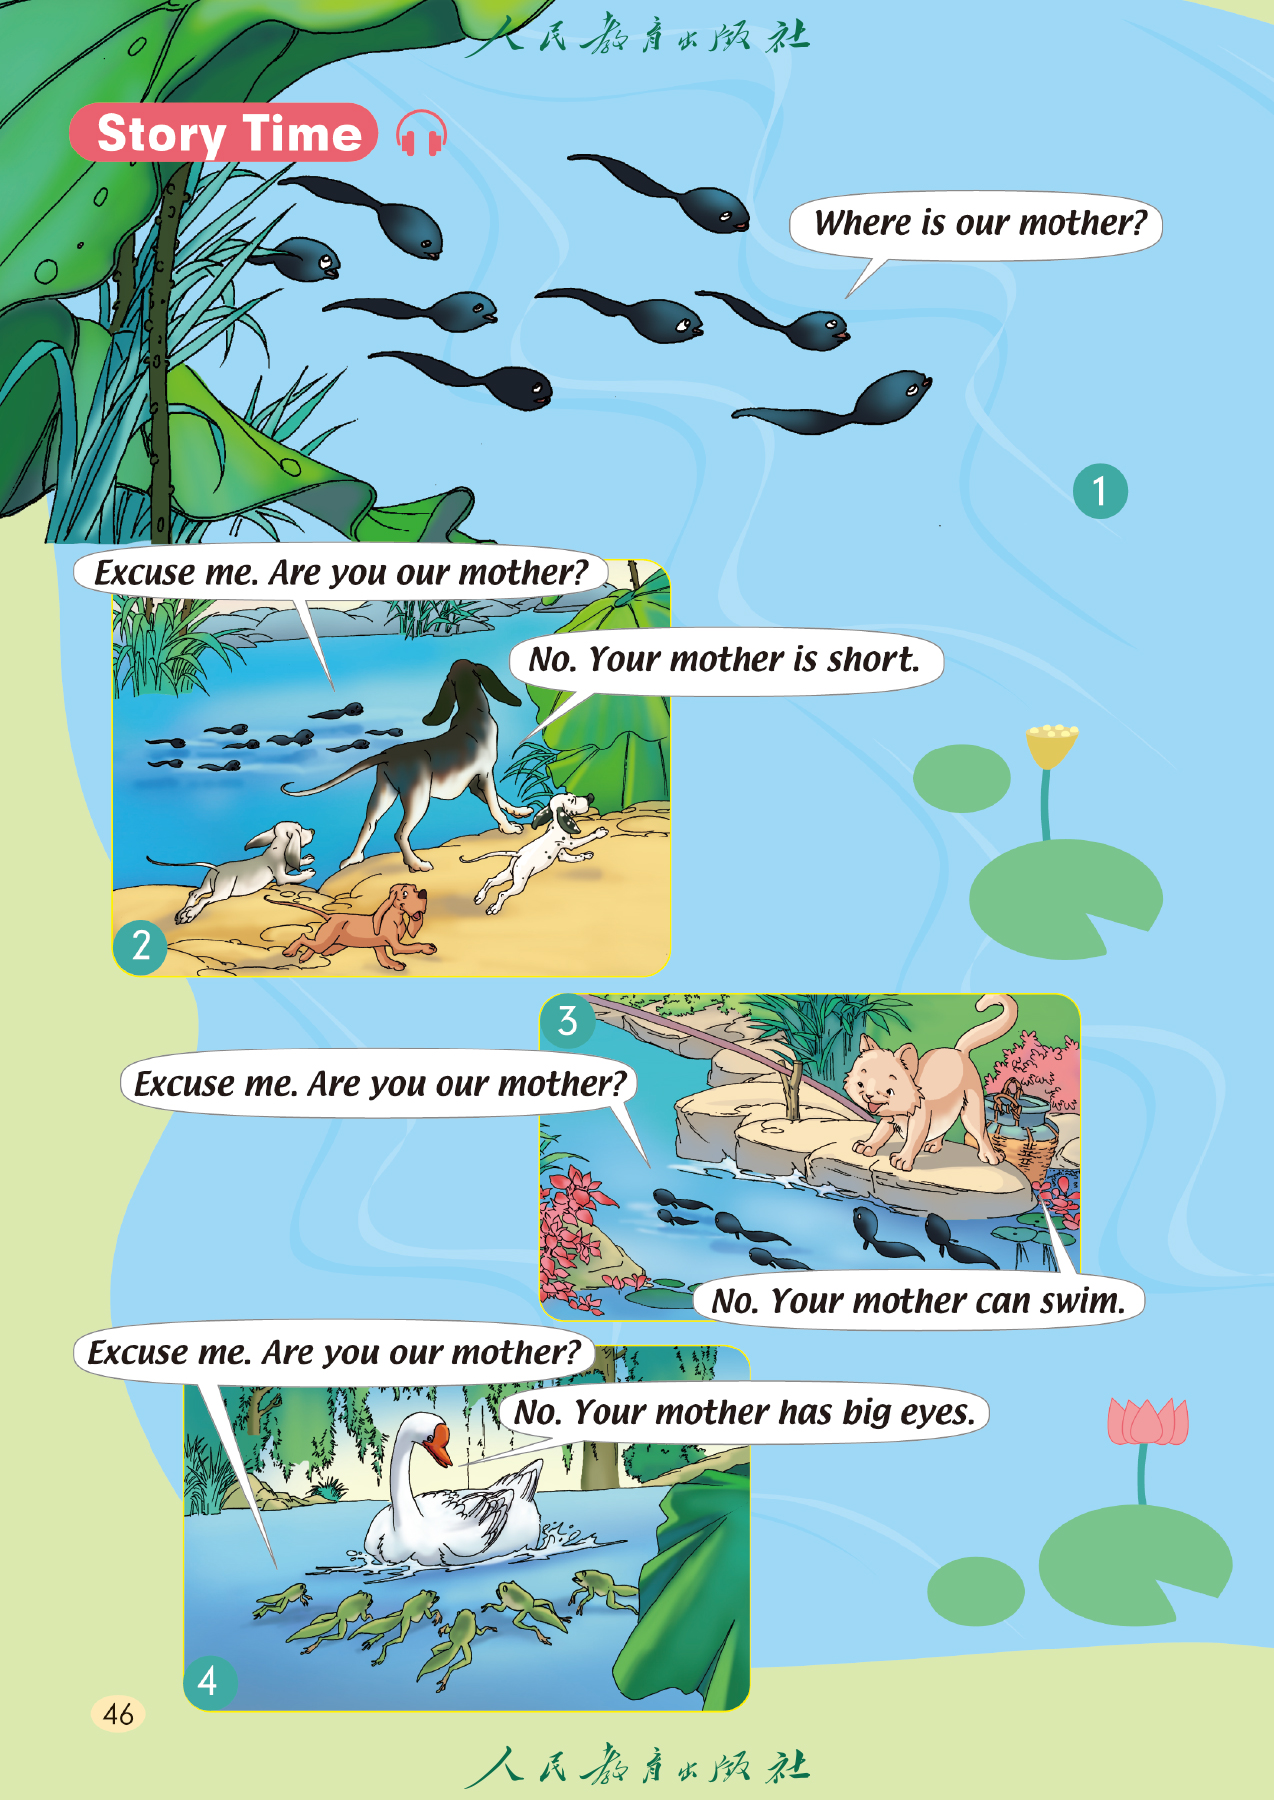 人民教育出版社
Story Time
Where is our mother?
1
Excuse me. Are you our mother?
No. Your mother is short.
2
3
Excuse me. Are you our mother?
No. Your mother can swim.
Excuse me. Are you our mother?
No. Your mother has big eyes.
4
46
人民教育出版社